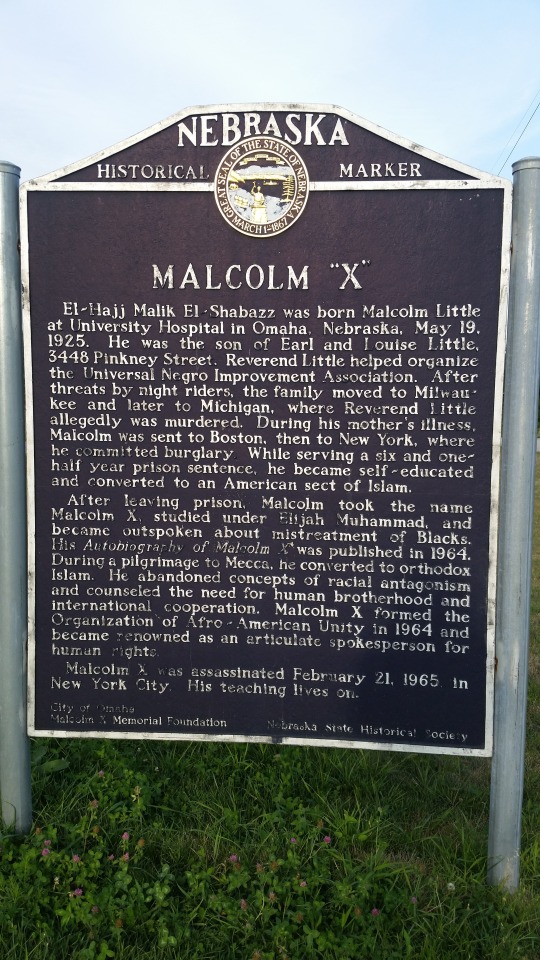 NEBRASKA
HISTORICAL MARKER
GREAT SEAL OF THE STATE OF NEBRASKA
MARCH 1ST 1867
MALCOLM "X"
El-Hajj Malik El-Shabazz was born Malcolm Little
at University Hospital in Omaha, Nebraska, May 19,
1925. He was the son of Earl and Louise Little,
3448 Pinkney Street. Reverend Little helped organize
the Universal Negro Improvement Association. After
threats by night riders, the family moved to Milwau-
kee and later to Michigan, where Reverend Little
allegedly was murdered. During his mother's illness,
Malcolm was sent to Boston, then to New York, where
he committed burglary. While serving a six and one-
half year prison sentence, he became self-educated
and converted to an American sect of Islam.
After leaving prison, Malcolm took the name
Malcolm X, studied under Elijah Muhammad, and
became outspoken about mistreatment of Blacks.
His Autobiography of Malcolm X was published in 1964.
During a pilgrimage to Mecca, he converted to orthodox
Islam. He abandoned concepts of racial antagonism
and counseled the need for human brotherhood and
international cooperation. Malcolm X formed the
Organization of Afro-American Unity in 1964 and
became renowned as an articulate spokesperson for
human rights.
Malcolm X was assassinated February 21, 1965, in
New York City. His teaching lives on.
City of Omaha
Malcolm X Memorial Foundation Nebraska State Historical Society